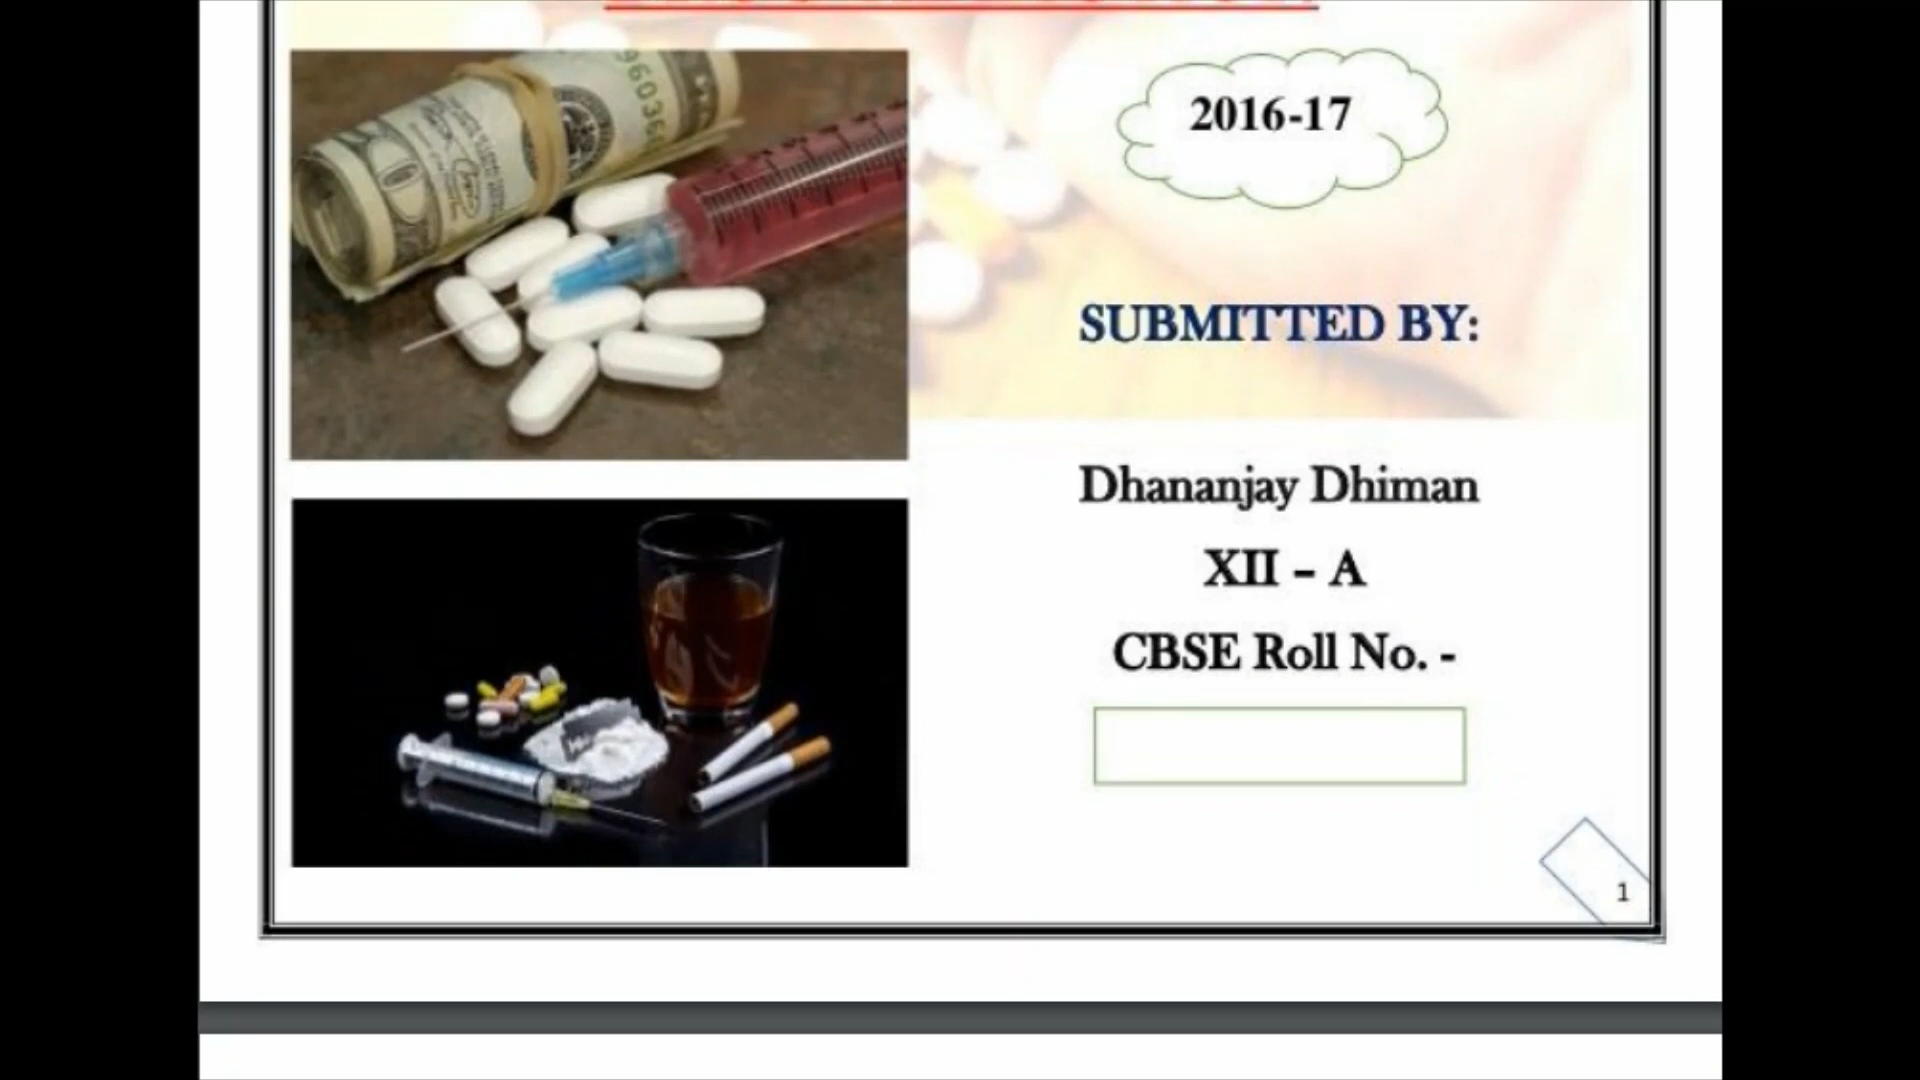 2016-17
SUBMITTED BY:
Dhananjay Dhiman
XII – A
CBSE Roll No. -
1